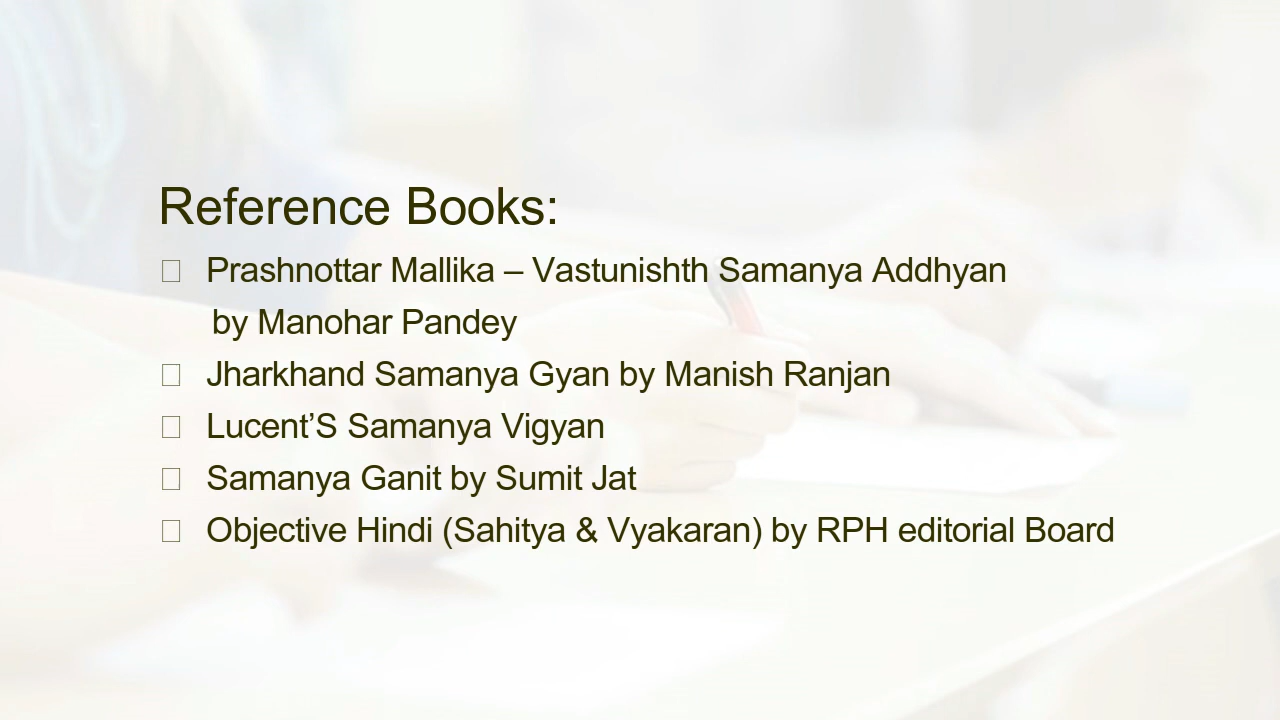 Reference Books:
□ Prashnottar Mallika – Vastunishth Samanya Addhyan
by Manohar Pandey
□ Jharkhand Samanya Gyan by Manish Ranjan
□ Lucent’S Samanya Vigyan
□ Samanya Ganit by Sumit Jat
□ Objective Hindi (Sahitya & Vyakaran) by RPH editorial Board